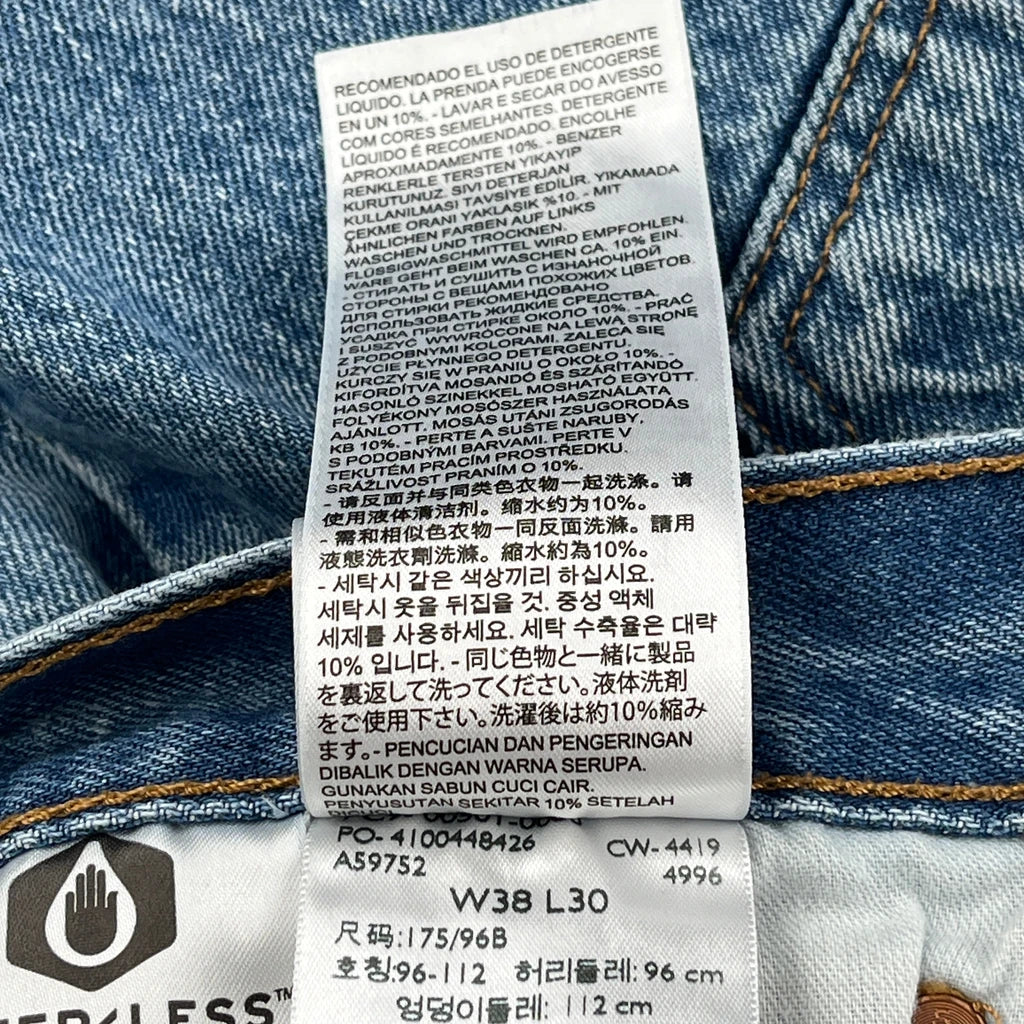 RECOMENDADO EL USO DE DETERGENTE
LIQUIDO. LA PRENDA PUEDE ENCOGERSE
EN UN 10%. - LAVAR E SECAR DO AVESSO
COM CORES SEMELHANTES. DETERGENTE
LÍQUIDO É RECOMENDADO. ENCOLHE
APROXIMADAMENTE 10%. - BENZER
RENKLERLE TERSTEN YIKAYIP
KURUTUNUZ. SIVI DETERJAN
KULLANILMASI TAVSİYE EDİLİR. YIKAMADA
ÇEKME ORANI YAKLAŞIK %10. - MIT
ÄHNLICHEN FARBEN AUF LINKS
WASCHEN UND TROCKNEN.
FLÜSSIGWASCHMITTEL WIRD EMPFOHLEN.
WARE GEHT BEIM WASCHEN CA. 10% EIN.
- СТИРАТЬ И СУШИТЬ С ИЗНАНОЧНОЙ
СТОРОНЫ С ВЕЩАМИ ПОХОЖИХ ЦВЕТОВ.
ДЛЯ СТИРКИ РЕКОМЕНДОВАНО
ИСПОЛЬЗОВАТЬ ЖИДКИЕ СРЕДСТВА.
УСАДКА ПРИ СТИРКЕ ОКОЛО 10%. - PRAĆ
I SUSZYĆ WYWRÓCONE NA LEWĄ STRONĘ
Z PODOBNYMI KOLORAMI. ZALECA SIĘ
UŻYCIE PŁYNNEGO DETERGENTU.
KURCZY SIĘ W PRANIU O OKOŁO 10%. -
KIFORDÍTVA MOSANDÓ ÉS SZÁRÍTANDÓ
HASONLÓ SZINEKKEL MOSHATÓ EGYÜTT.
FOLYÉKONY MOSÓSZER HASZNÁLATA
AJÁNLOTT. MOSÁS UTÁNI ZSUGORODÁS
KB 10%. - PERTE A SUŠTE NARUBY,
S PODOBNÝMI BARVAMI. PERTE V
TEKUTÉM PRACÍM PROSTŘEDKU.
SRÁŽLIVOST PRANÍM O 10%.
- 请反面并与同类色衣物一起洗涤。请
使用液体清洁剂。缩水约为10%。
- 需和相似色衣物一同反面洗滌。請用
液態洗衣劑洗滌。縮水約為10%。
- 세탁시 같은 색상끼리 하십시요.
세탁시 옷을 뒤집을 것. 중성 액체
세제를 사용하세요. 세탁 수축율은 대략
10% 입니다. - 同じ色物と一緒に製品
を裏返して洗ってください。液体洗剤
をご使用下さい。洗濯後は約10%縮み
ます。- PENCUCIAN DAN PENGERINGAN
DIBALIK DENGAN WARNA SERUPA.
GUNAKAN SABUN CUCI CAIR.
PENYUSUTAN SEKITAR 10% SETELAH
PO- 4100448426 CW- 4419
A59752 4996
W38 L30
尺码:175/96B
호칭:96-112 허리둘레: 96 cm
엉덩이둘레: 112 cm